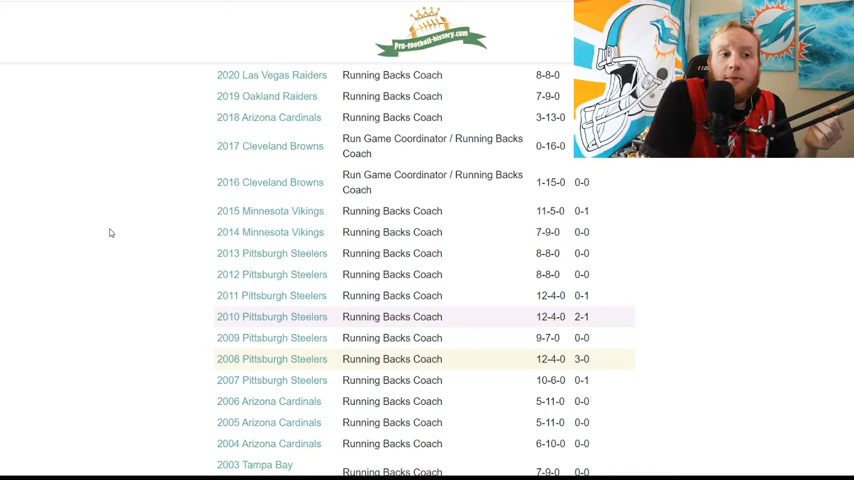 Pro-football-history.com
2020 Las Vegas Raiders Running Backs Coach 8-8-0
2019 Oakland Raiders Running Backs Coach 7-9-0
2018 Arizona Cardinals Running Backs Coach 3-13-0
2017 Cleveland Browns Run Game Coordinator / Running Backs Coach 0-16-0
2016 Cleveland Browns Run Game Coordinator / Running Backs Coach 1-15-0 0-0
2015 Minnesota Vikings Running Backs Coach 11-5-0 0-1
2014 Minnesota Vikings Running Backs Coach 7-9-0 0-0
2013 Pittsburgh Steelers Running Backs Coach 8-8-0 0-0
2012 Pittsburgh Steelers Running Backs Coach 8-8-0 0-0
2011 Pittsburgh Steelers Running Backs Coach 12-4-0 0-1
2010 Pittsburgh Steelers Running Backs Coach 12-4-0 2-1
2009 Pittsburgh Steelers Running Backs Coach 9-7-0 0-0
2008 Pittsburgh Steelers Running Backs Coach 12-4-0 3-0
2007 Pittsburgh Steelers Running Backs Coach 10-6-0 0-1
2006 Arizona Cardinals Running Backs Coach 5-11-0 0-0
2005 Arizona Cardinals Running Backs Coach 5-11-0 0-0
2004 Arizona Cardinals Running Backs Coach 6-10-0 0-0
2003 Tampa Bay Running Backs Coach 7-9-0 0-0